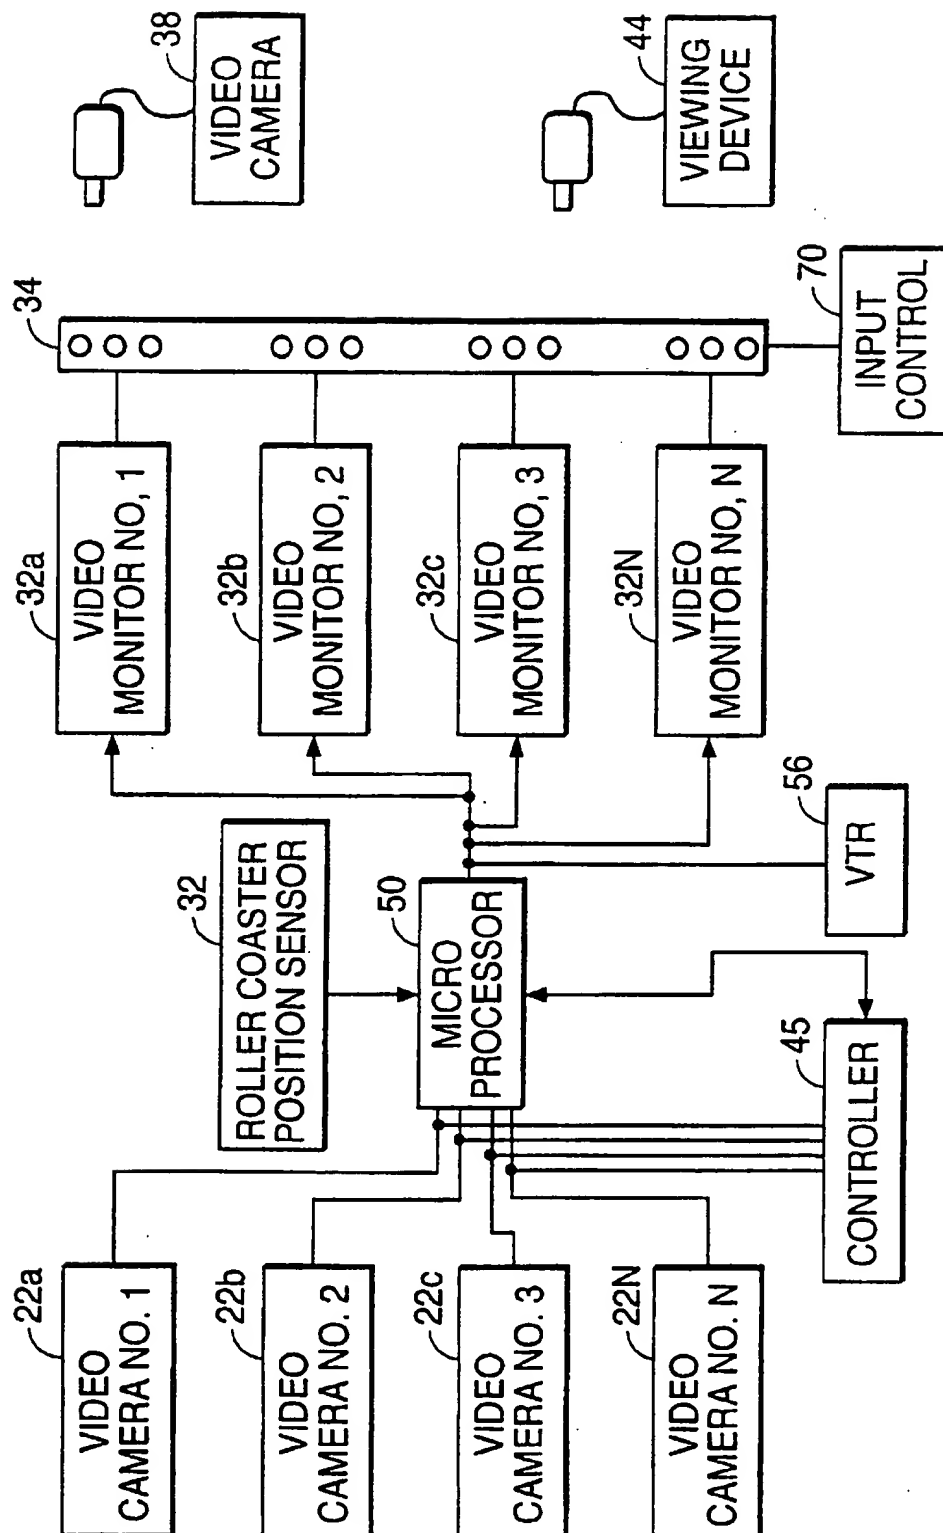 22a
VIDEO
CAMERA NO. 1
22b
VIDEO
CAMERA NO. 2
22c
VIDEO
CAMERA NO. 3
22N
VIDEO
CAMERA NO. N
32
ROLLER COASTER
POSITION SENSOR
50
MICRO
PROCESSOR
45
CONTROLLER
56
VTR
32a
VIDEO
MONITOR NO, 1
32b
VIDEO
MONITOR NO, 2
32c
VIDEO
MONITOR NO, 3
32N
VIDEO
MONITOR NO, N
34
70
INPUT
CONTROL
38
VIDEO
CAMERA
44
VIEWING
DEVICE